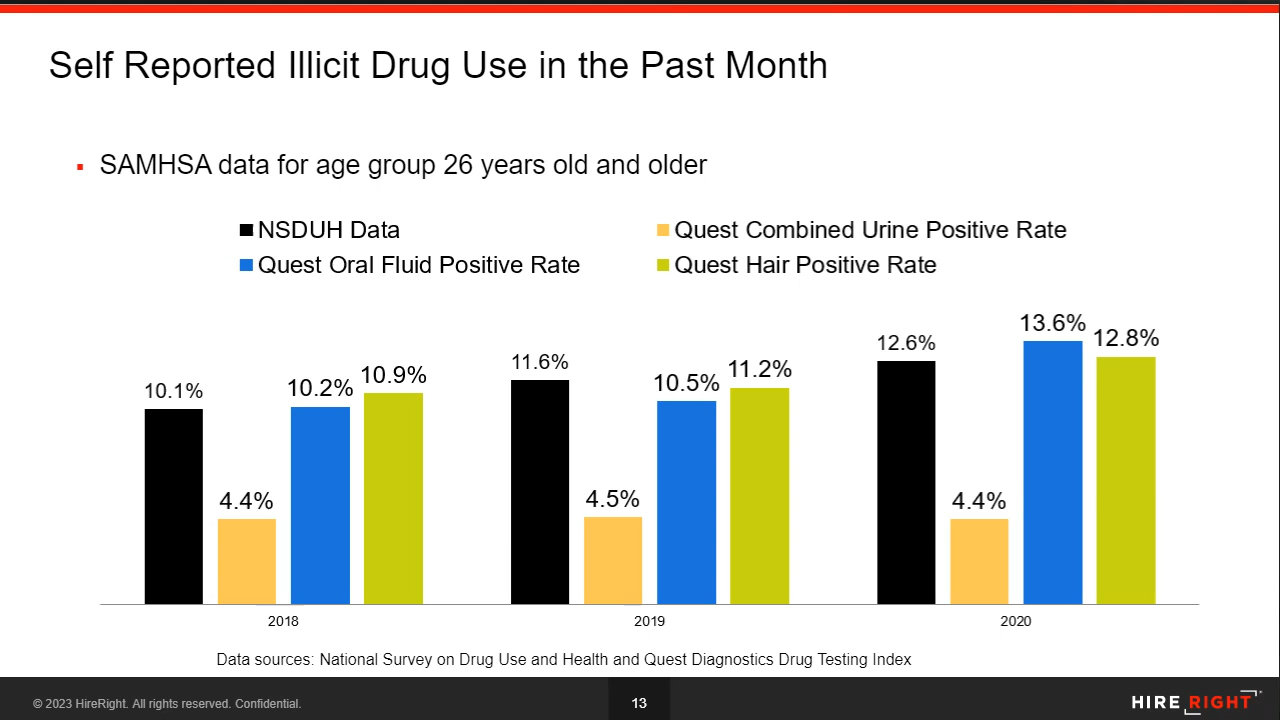 Self Reported Illicit Drug Use in the Past Month
▪ SAMHSA data for age group 26 years old and older
NSDUH Data
Quest Combined Urine Positive Rate
Quest Oral Fluid Positive Rate
Quest Hair Positive Rate
10.1%
4.4%
10.2%
10.9%
11.6%
4.5%
10.5%
11.2%
12.6%
4.4%
13.6%
12.8%
2018
2019
2020
Data sources: National Survey on Drug Use and Health and Quest Diagnostics Drug Testing Index
© 2023 HireRight. All rights reserved. Confidential.
13
HIRE RIGHT